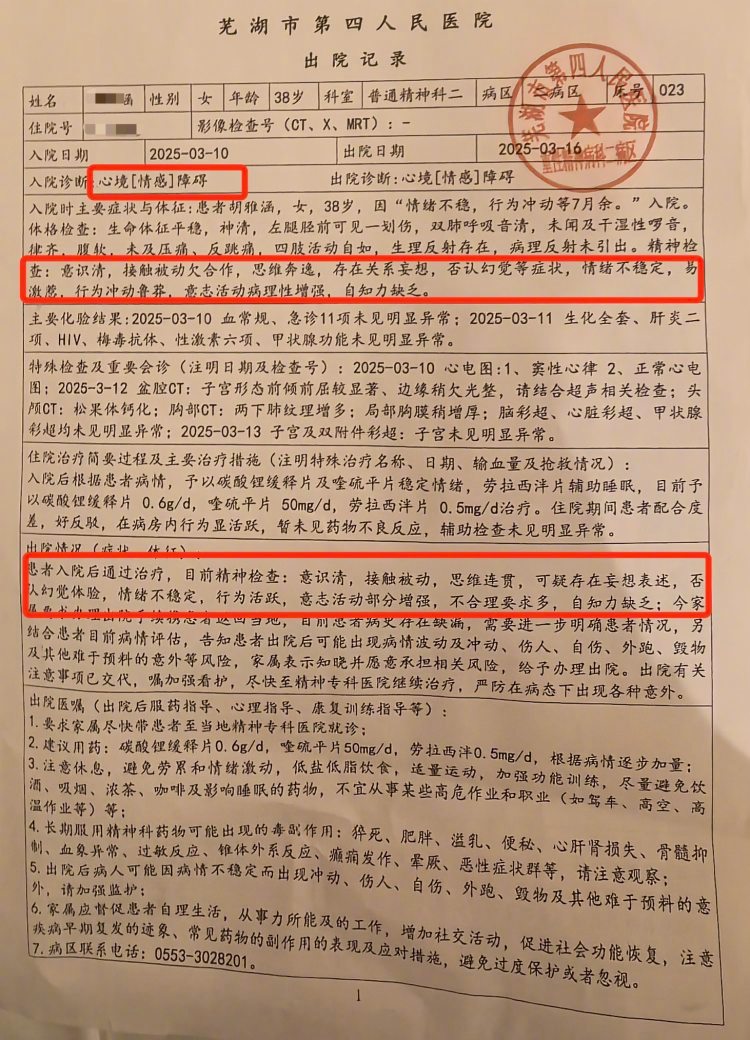 芜湖市第四人民医院
出院记录
姓名 涵 性别 女 年龄 38岁 科室 普通精神科二 病区 二病区 床号 023
住院号 影像检查号（CT、X、MRT）：-
入院日期 2025-03-10 出院日期 2025-03-16
入院诊断:心境[情感]障碍 出院诊断:心境[情感]障碍
入院时主要症状与体征:患者胡雅涵，女，38岁，因“情绪不稳，行为冲动等7月余。”入院。
体格检查：生命体征平稳，神清，左腿胫前可见一划伤，双肺呼吸音清，未闻及干湿性啰音，
律齐，腹软，未及压痛、反跳痛，四肢活动自如，生理反射存在，病理反射未引出。精神检
查：意识清，接触被动欠合作，思维奔逸，存在关系妄想，否认幻觉等症状，情绪不稳定，易
激惹，行为冲动鲁莽，意志活动病理性增强，自知力缺乏。
主要化验结果:2025-03-10 血常规、急诊11项未见明显异常；2025-03-11 生化全套、肝炎二
项、HIV、梅毒抗体、性激素六项、甲状腺功能未见明显异常。
特殊检查及重要会诊（注明日期及检查号）：2025-03-10 心电图:1、窦性心律 2、正常心电
图；2025-3-12 盆腔CT：子宫形态前倾前屈较显著、边缘稍欠光整，请结合超声相关检查；头
颅CT：松果体钙化；胸部CT：两下肺纹理增多；局部胸膜稍增厚；脑彩超、心脏彩超、甲状腺
彩超均未见明显异常；2025-03-13 子宫及双附件彩超：子宫未见明显异常。
住院治疗简要过程及主要治疗措施（注明特殊治疗名称、日期、输血量及抢救情况）：
入院后根据患者病情，予以碳酸锂缓释片及喹硫平片稳定情绪，劳拉西泮片辅助睡眠，目前予
以碳酸锂缓释片 0.6g/d，喹硫平片 50mg/d，劳拉西泮片 0.5mg/d治疗。住院期间患者配合度
差，好反驳，在病房内行为显活跃，暂未见药物不良反应，辅助检查未见明显异常。
出院情况（症状、体征）：
患者入院后通过治疗，目前精神检查：意识清，接触被动，思维连贯，可疑存在妄想表述，否
认幻觉体验，情绪不稳定，行为活跃，意志活动部分增强，不合理要求多，自知力缺乏；今家
属要求办理出院手续携患者返回当地，目前患者病史存在缺漏，需要进一步明确患者情况，另
结合患者目前病情评估，告知患者出院后可能出现病情波动及冲动、伤人、自伤、外跑、毁物
及其他难于预料的意外等风险，家属表示知晓并愿意承担相关风险，给予办理出院。出院有关
注意事项已交代，嘱加强看护，尽快至精神专科医院继续治疗，严防在病态下出现各种意外。
出院医嘱（出院后服药指导、心理指导、康复训练指导等）：
1.要求家属尽快带患者至当地精神专科医院就诊；
2.建议用药：碳酸锂缓释片0.6g/d，喹硫平片50mg/d，劳拉西泮0.5mg/d，根据病情逐步加量；
3.注意休息，避免劳累和情绪激动，低盐低脂饮食，适量运动，加强功能训练，尽量避免饮
酒、吸烟、浓茶、咖啡及影响睡眠的药物，不宜从事某些高危作业和职业（如驾车、高空、高
温作业等）等；
4.长期服用精神科药物可能出现的毒副作用：猝死、肥胖、溢乳、便秘、心肝肾损失、骨髓抑
制、血象异常、过敏反应、锥体外系反应、癫痫发作、晕厥、恶性症状群等，请注意观察；
5.出院后病人可能因病情不稳定而出现冲动、伤人、自伤、外跑、毁物及其他难于预料的意
外，请加强监护；
6.家属应督促患者自理生活，从事力所能及的工作，增加社交活动，促进社会功能恢复，注意
疾病早期复发的迹象、常见药物的副作用的表现及应对措施，避免过度保护或者忽视。
7.病区联系电话：0553-3028201。
1
芜湖市第四人民医院
重性精神病科二病区